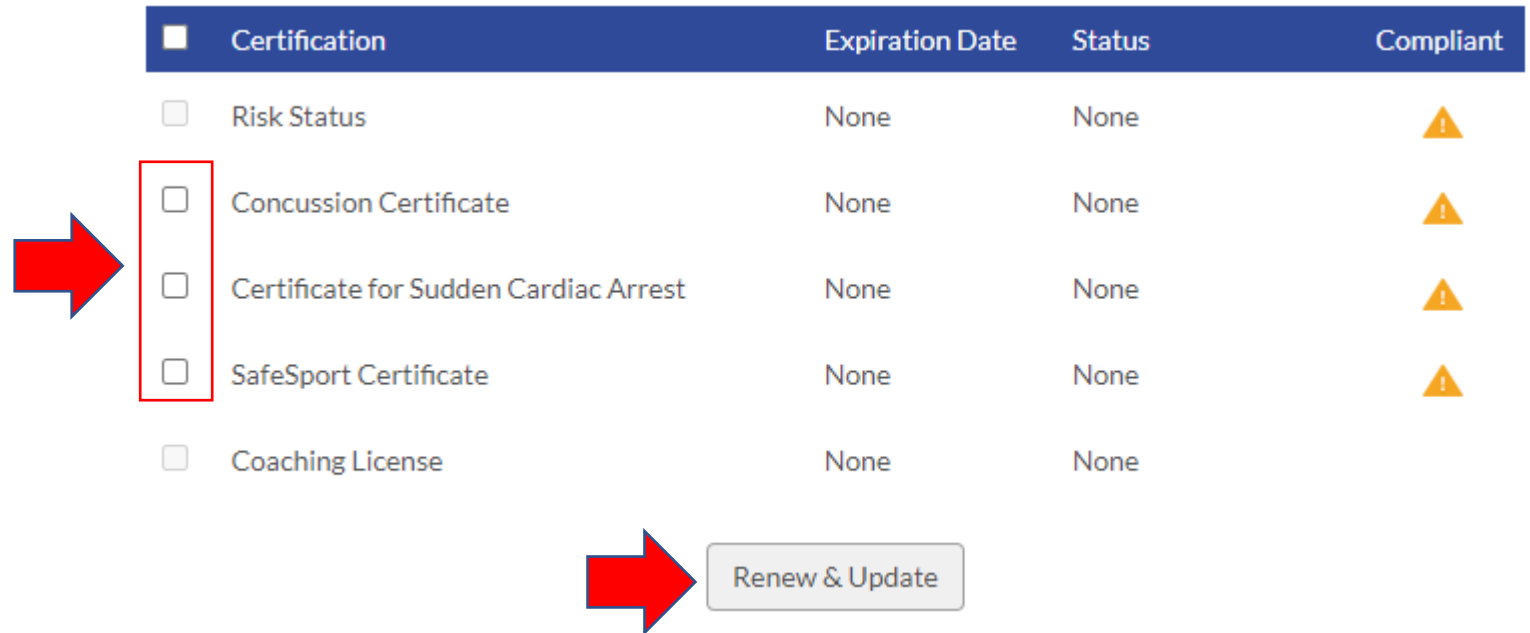 Certification Expiration Date Status Compliant
Risk Status None None
Concussion Certificate None None
Certificate for Sudden Cardiac Arrest None None
SafeSport Certificate None None
Coaching License None None
Renew & Update